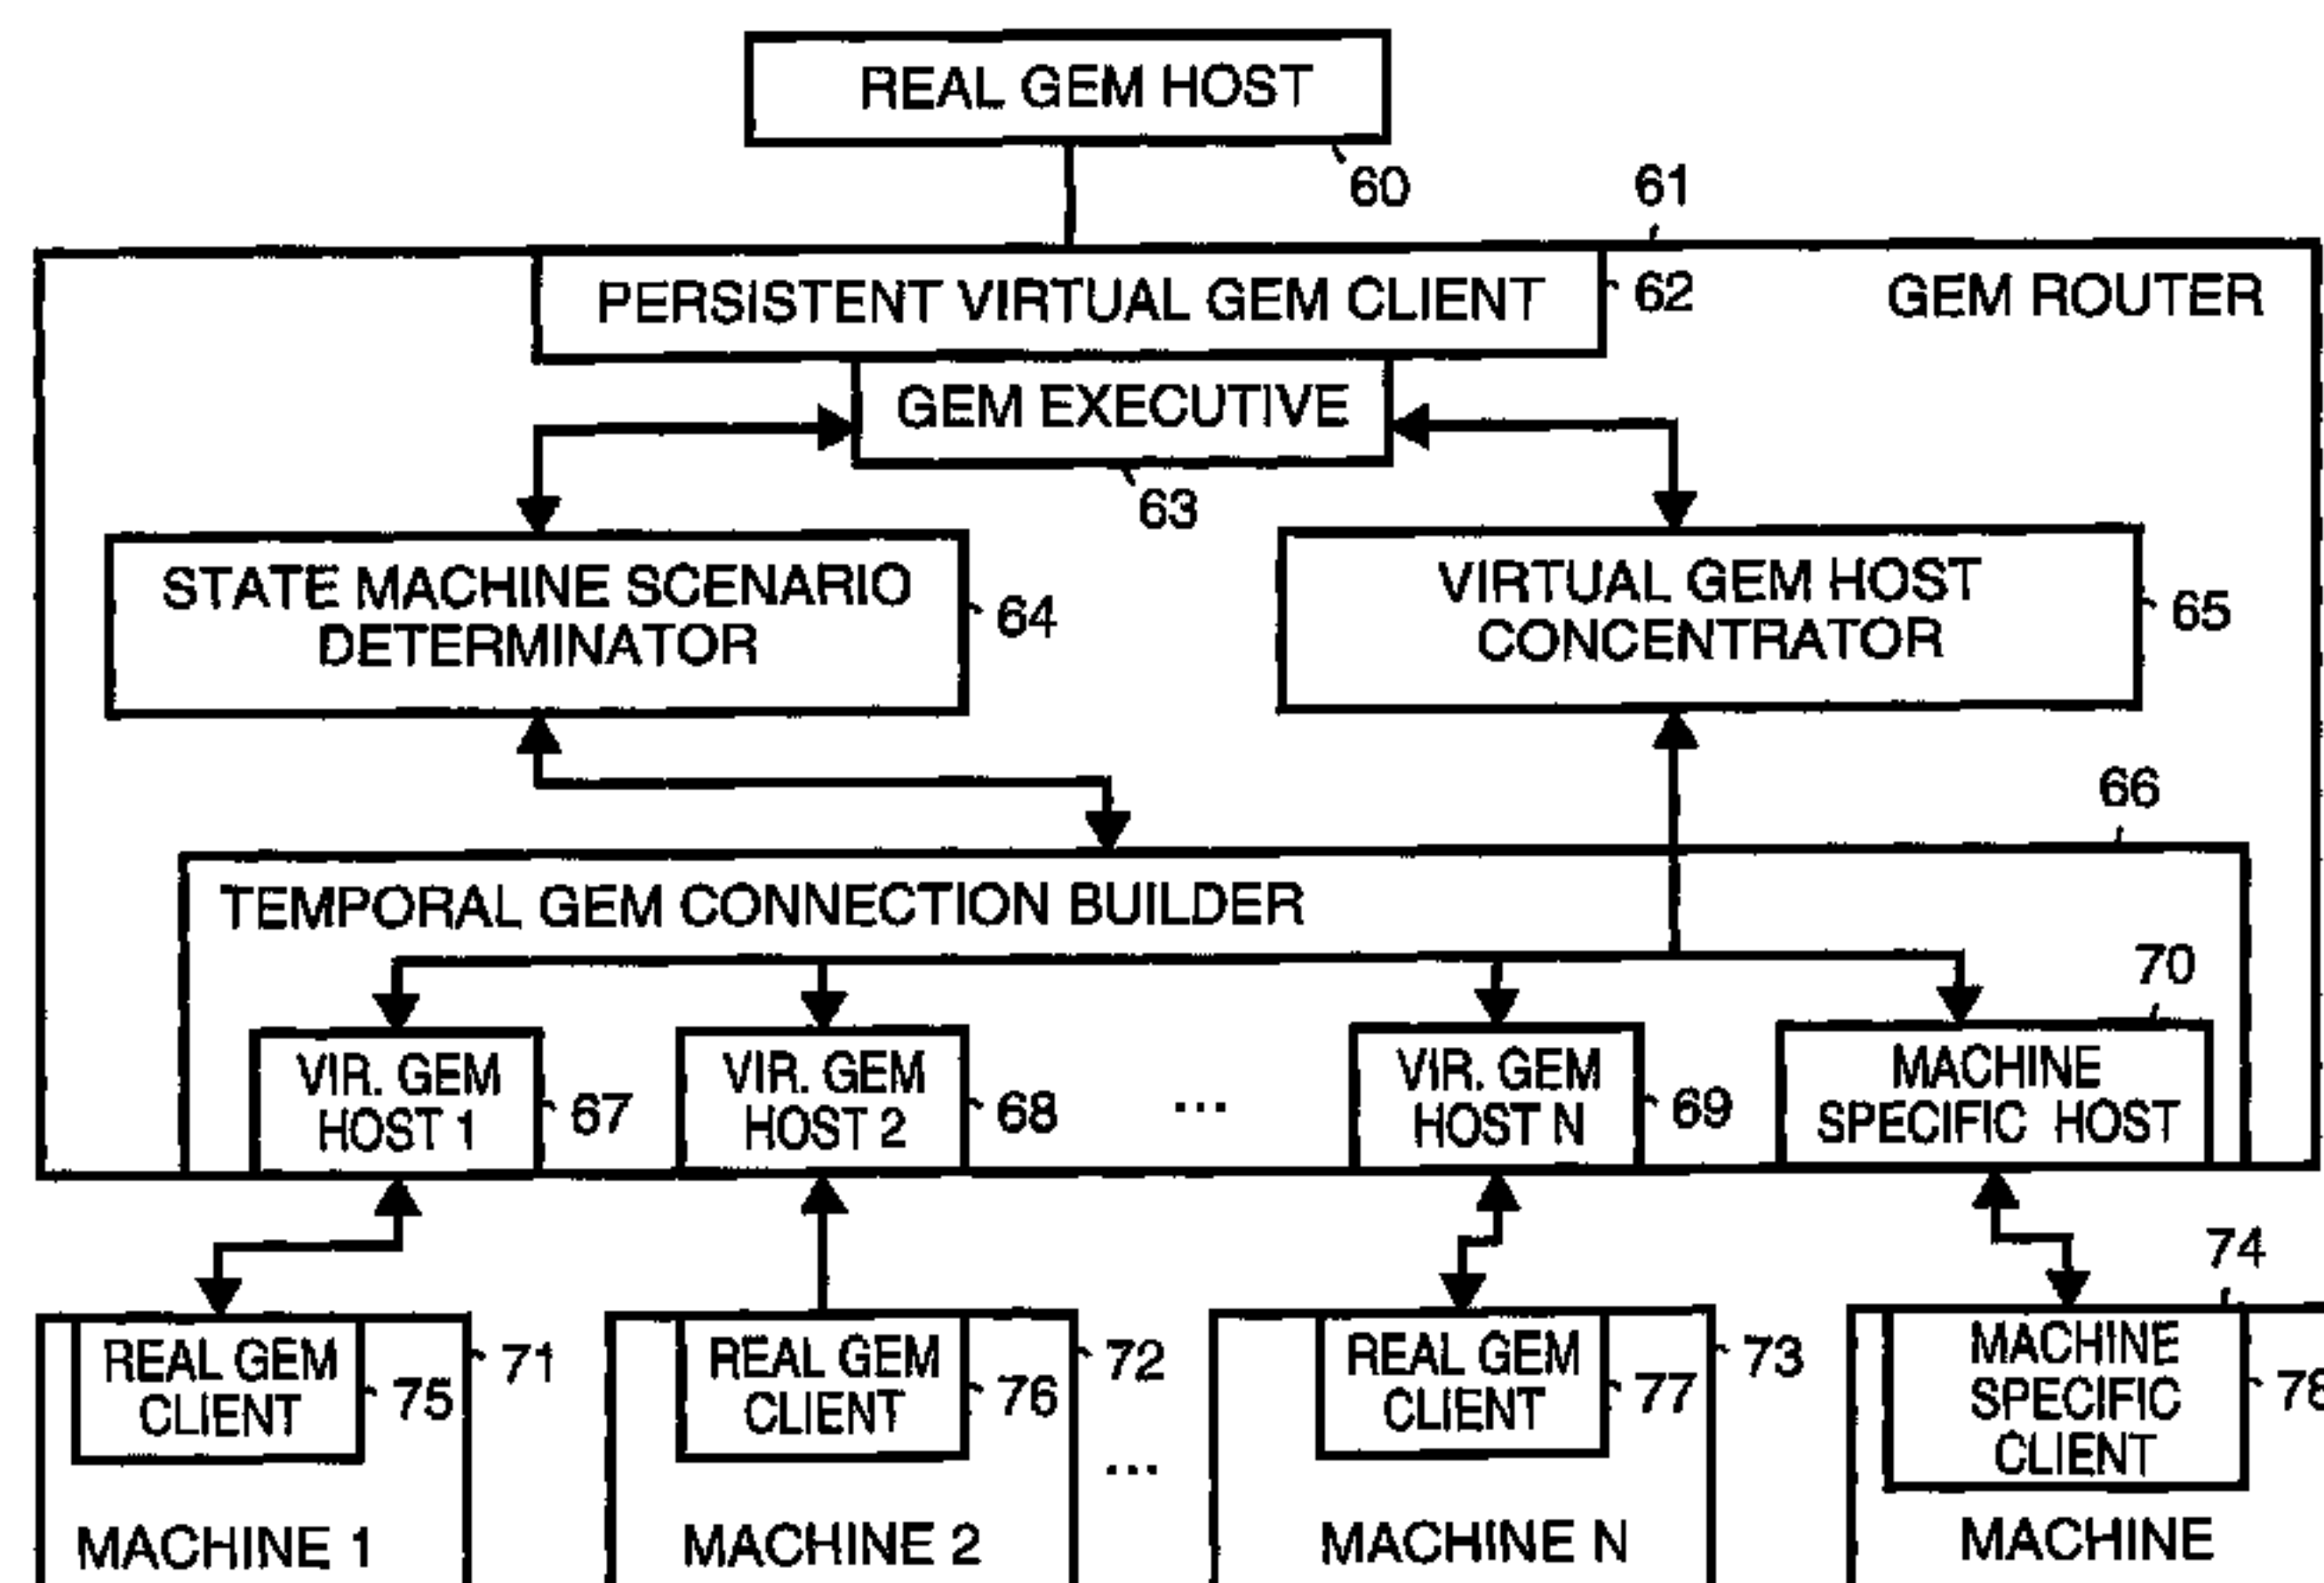 REAL GEM HOST
60
61
PERSISTENT VIRTUAL GEM CLIENT
62
GEM ROUTER
GEM EXECUTIVE
63
STATE MACHINE SCENARIO
DETERMINATOR
64
VIRTUAL GEM HOST
CONCENTRATOR
65
66
TEMPORAL GEM CONNECTION BUILDER
70
VIR. GEM
HOST 1
67
VIR. GEM
HOST 2
68
...
VIR. GEM
HOST N
69
MACHINE
SPECIFIC HOST
74
REAL GEM
CLIENT
75
71
REAL GEM
CLIENT
76
72
...
REAL GEM
CLIENT
77
73
MACHINE
SPECIFIC
CLIENT
78
MACHINE 1
MACHINE 2
MACHINE N
MACHINE